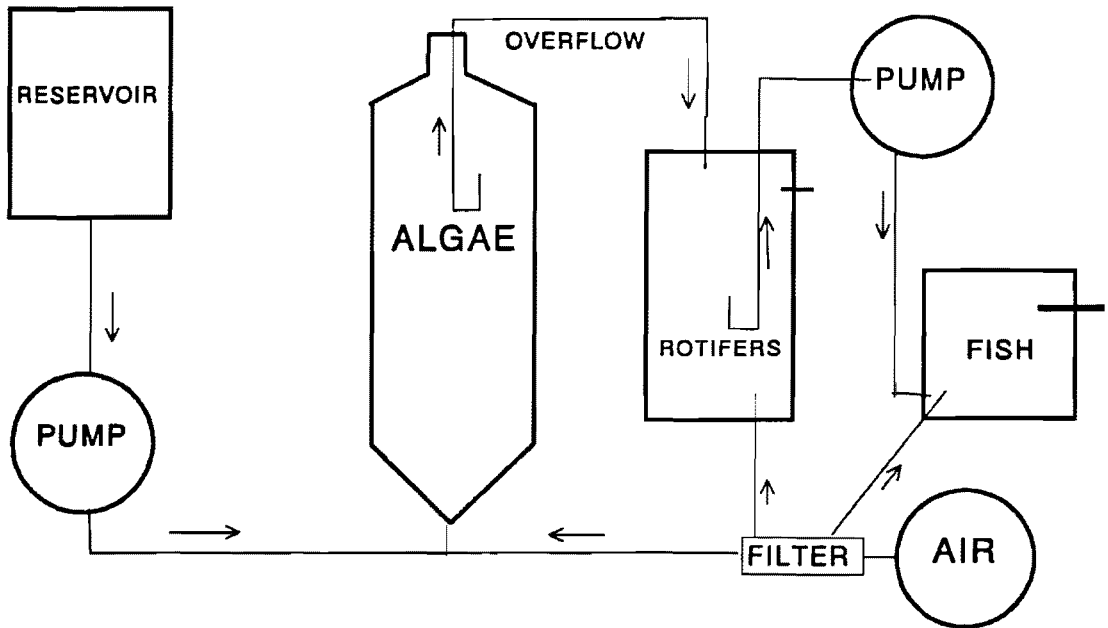 OVERFLOW
RESERVOIR
PUMP
ALGAE
ROTIFERS
FISH
PUMP
FILTER
AIR